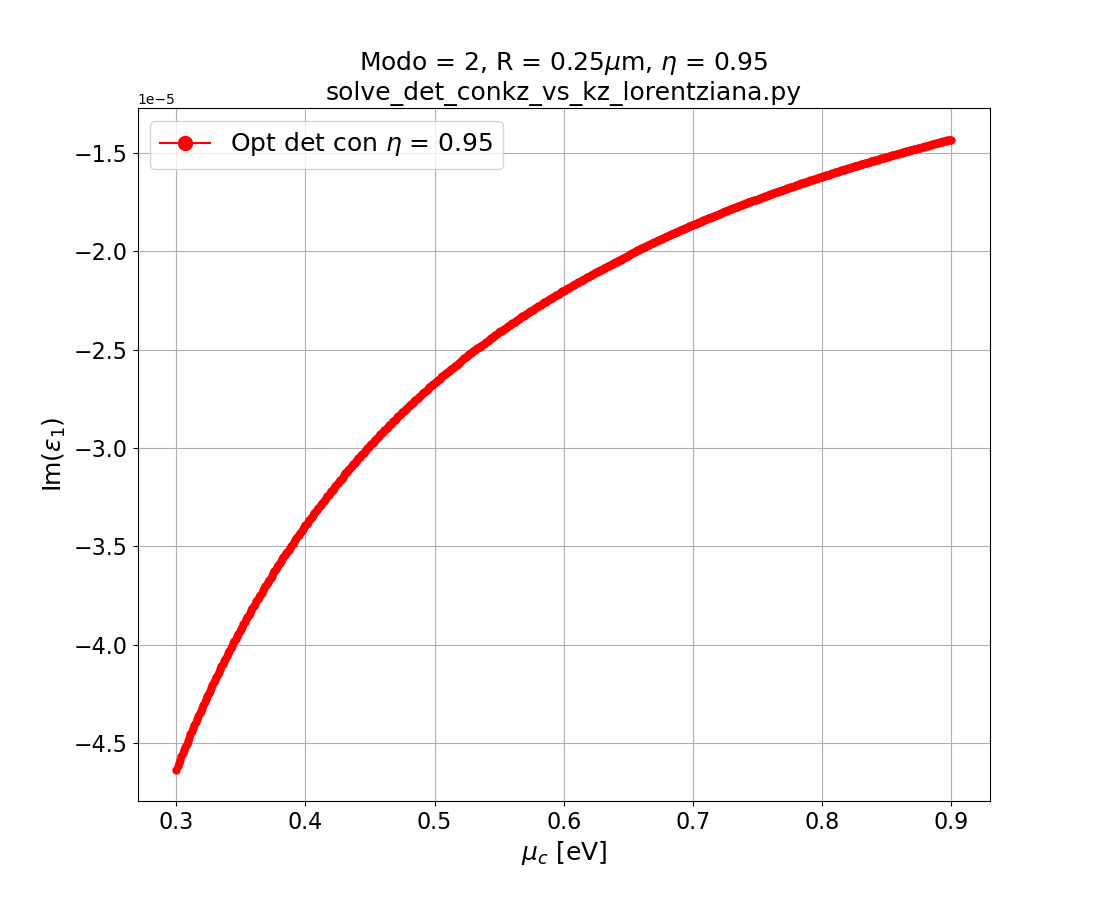 Modo = 2, R = 0.25μm, η = 0.95
solve_det_conkz_vs_kz_lorentziana.py
1e−5
Opt det con η = 0.95
−1.5
−2.0
−2.5
−3.0
−3.5
−4.0
−4.5
Im(ε₁)
0.3 0.4 0.5 0.6 0.7 0.8 0.9
μ_c [eV]